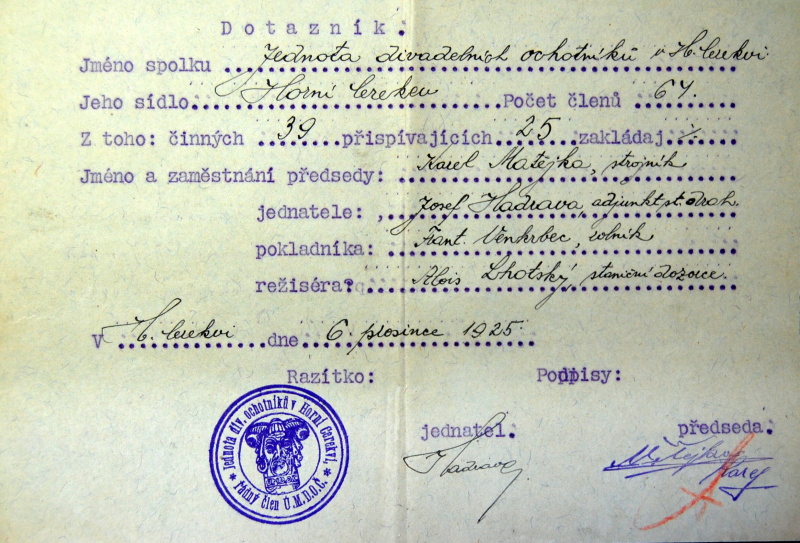 Dotazník.
Jméno spolku Jednota divadelních ochotníků v H. Cerekvi
Jeho sídlo Horní Cerekev Počet členů 64.
Z toho: činných 39 přispívajících 25 zakládaj. /.
Jméno a zaměstnání předsedy: Karel Matějka, strojník
jednatele: , Josef Hadrava, adjunkt st. drah.
pokladníka: Frant. Venkrbec, rolník
režiséra? Alois Lhotský, staniční dozorce.
V H. Cerekvi dne 6. prosince 1925.
Razítko: Podpisy:
jednatel. předseda.
Hadrava Matějka Karel
Jednota div. ochotníků v Horní Cerekvi,
řádný člen Ú.M.D.O.Č.